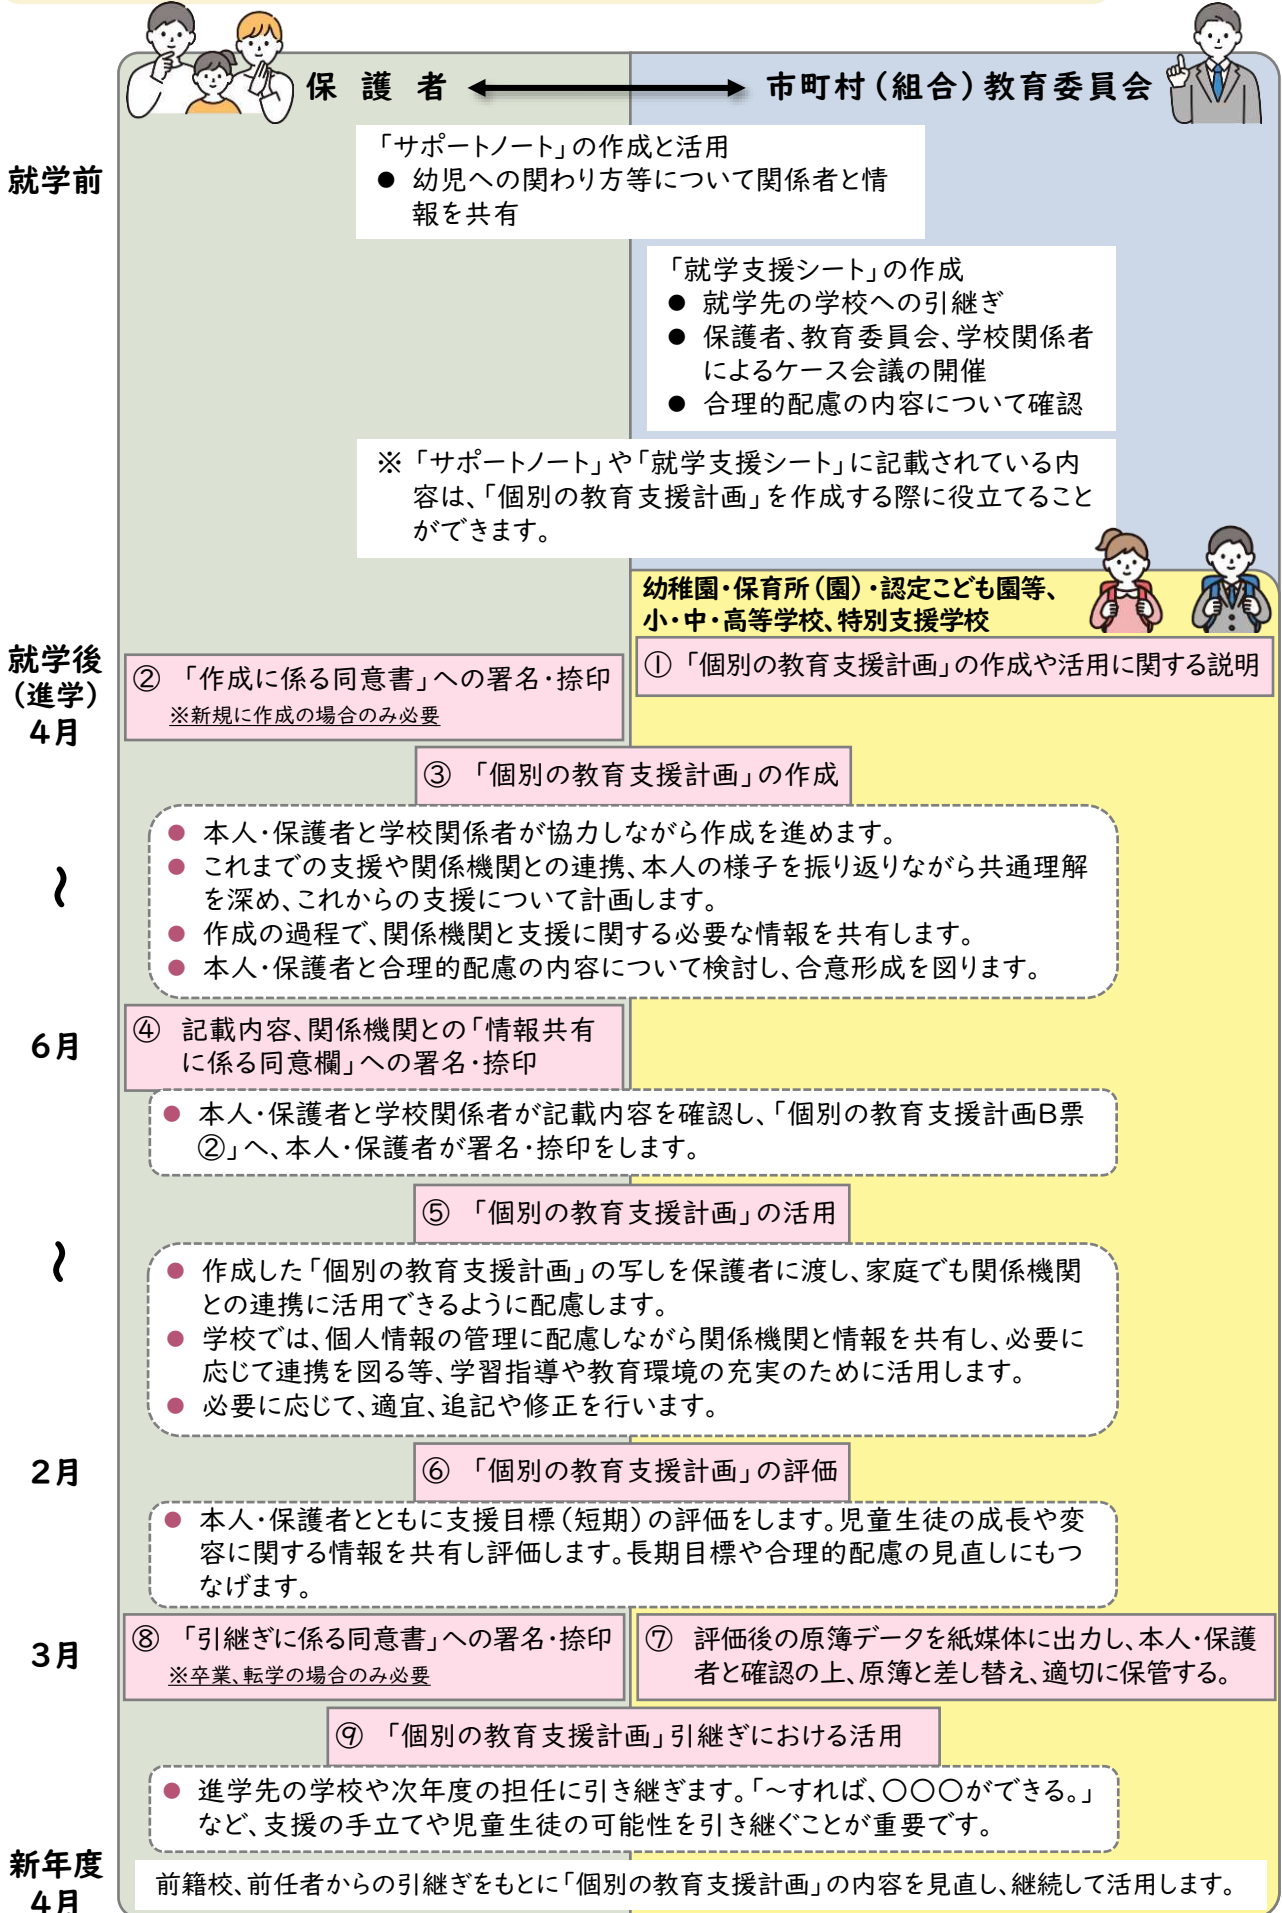 保 護 者
市町村(組合)教育委員会
就学前
「サポートノート」の作成と活用
● 幼児への関わり方等について関係者と情
報を共有
「就学支援シート」の作成
● 就学先の学校への引継ぎ
● 保護者、教育委員会、学校関係者
によるケース会議の開催
● 合理的配慮の内容について確認
※「サポートノート」や「就学支援シート」に記載されている内
容は、「個別の教育支援計画」を作成する際に役立てること
ができます。
幼稚園・保育所(園)・認定こども園等、
小・中・高等学校、特別支援学校
就学後
(進学)
4月
①「個別の教育支援計画」の作成や活用に関する説明
② 「作成に係る同意書」への署名・捺印
※新規に作成の場合のみ必要
③ 「個別の教育支援計画」の作成
● 本人・保護者と学校関係者が協力しながら作成を進めます。
● これまでの支援や関係機関との連携、本人の様子を振り返りながら共通理解
を深め、これからの支援について計画します。
● 作成の過程で、関係機関と支援に関する必要な情報を共有します。
● 本人・保護者と合理的配慮の内容について検討し、合意形成を図ります。
~
6月
④ 記載内容、関係機関との「情報共有
に係る同意欄」への署名・捺印
● 本人・保護者と学校関係者が記載内容を確認し、「個別の教育支援計画B票
②」へ、本人・保護者が署名・捺印をします。
⑤ 「個別の教育支援計画」の活用
~
● 作成した「個別の教育支援計画」の写しを保護者に渡し、家庭でも関係機関
との連携に活用できるように配慮します。
● 学校では、個人情報の管理に配慮しながら関係機関と情報を共有し、必要に
応じて連携を図る等、学習指導や教育環境の充実のために活用します。
● 必要に応じて、適宜、追記や修正を行います。
2月
⑥ 「個別の教育支援計画」の評価
● 本人・保護者とともに支援目標(短期)の評価をします。児童生徒の成長や変
容に関する情報を共有し評価します。長期目標や合理的配慮の見直しにもつ
なげます。
3月
⑧ 「引継ぎに係る同意書」への署名・捺印
※卒業、転学の場合のみ必要
⑦ 評価後の原簿データを紙媒体に出力し、本人・保護
者と確認の上、原簿と差し替え、適切に保管する。
⑨ 「個別の教育支援計画」引継ぎにおける活用
● 進学先の学校や次年度の担任に引き継ぎます。「~すれば、○○○ができる。」
など、支援の手立てや児童生徒の可能性を引き継ぐことが重要です。
新年度
4月
前籍校、前任者からの引継ぎをもとに「個別の教育支援計画」の内容を見直し、継続して活用します。